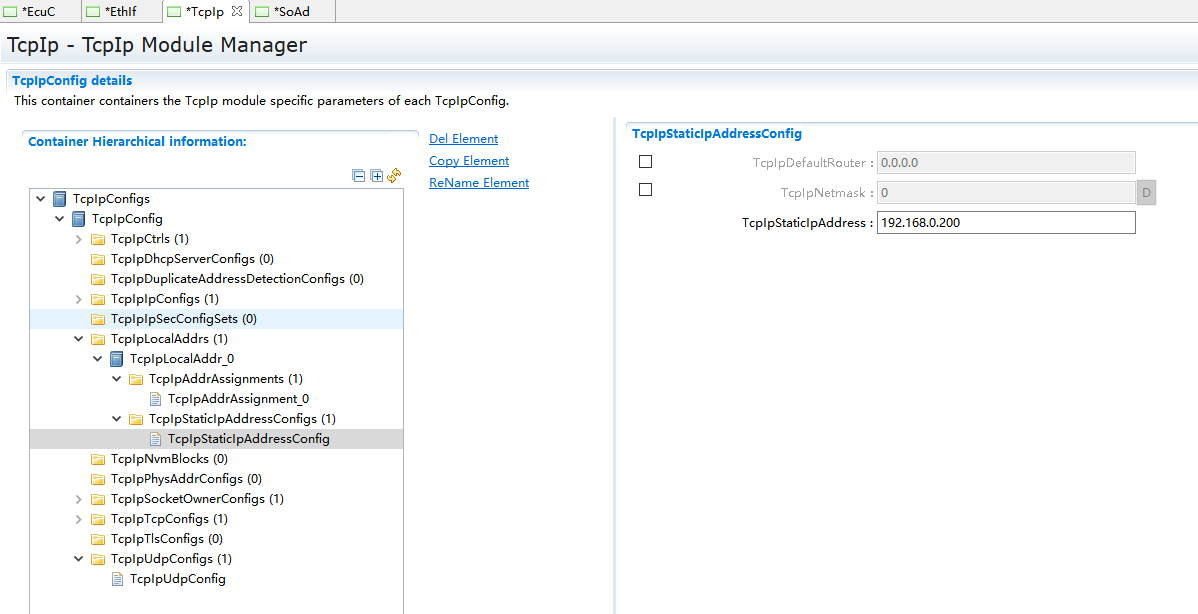 *EcuC
*EthIf
*TcpIp
*SoAd
TcpIp - TcpIp Module Manager
TcpIpConfig details
This container containers the TcpIp module specific parameters of each TcpIpConfig.
Container Hierarchical information:
Del Element
Copy Element
ReName Element
TcpIpConfigs
TcpIpConfig
TcpIpCtrls (1)
TcpIpDhcpServerConfigs (0)
TcpIpDuplicateAddressDetectionConfigs (0)
TcpIpIpConfigs (1)
TcpIpIpSecConfigSets (0)
TcpIpLocalAddrs (1)
TcpIpLocalAddr_0
TcpIpAddrAssignments (1)
TcpIpAddrAssignment_0
TcpIpStaticIpAddressConfigs (1)
TcpIpStaticIpAddressConfig
TcpIpNvmBlocks (0)
TcpIpPhysAddrConfigs (0)
TcpIpSocketOwnerConfigs (1)
TcpIpTcpConfigs (1)
TcpIpTlsConfigs (0)
TcpIpUdpConfigs (1)
TcpIpUdpConfig
TcpIpStaticIpAddressConfig
TcpIpDefaultRouter : 0.0.0.0
TcpIpNetmask : 0 D
TcpIpStaticIpAddress : 192.168.0.200